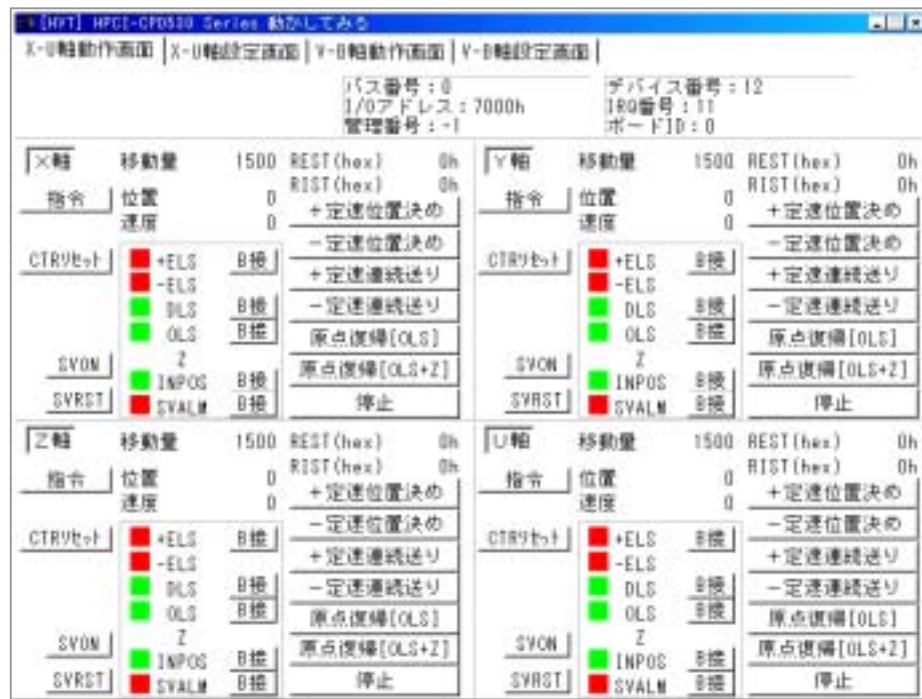 [HVT] HPCI-CPD530 Series 動かしてみる
X-U軸動作画面 X-U軸設定画面 V-B軸動作画面 V-B軸設定画面
バス番号：0 デバイス番号：12
I/Oアドレス：7000h IRQ番号：11
管理番号：-1 ボードID：0
X軸 移動量 1500 REST(hex) 0h
RIST(hex) 0h
指令 位置 0 +定速位置決め
速度 0
-定速位置決め
CTRリセット +ELS B接
-ELS +定速連続送り
DLS B接 -定速連続送り
OLS B接 原点復帰[OLS]
Z
SVON INPOS B接 原点復帰[OLS+Z]
SVRST SVALM B接 停止
Y軸 移動量 1500 REST(hex) 0h
RIST(hex) 0h
指令 位置 0 +定速位置決め
速度 0
-定速位置決め
CTRリセット +ELS B接
-ELS +定速連続送り
DLS B接 -定速連続送り
OLS B接 原点復帰[OLS]
Z
SVON INPOS B接 原点復帰[OLS+Z]
SVRST SVALM B接 停止
Z軸 移動量 1500 REST(hex) 0h
RIST(hex) 0h
指令 位置 0 +定速位置決め
速度 0
-定速位置決め
CTRリセット +ELS B接
-ELS +定速連続送り
DLS B接 -定速連続送り
OLS B接 原点復帰[OLS]
Z
SVON INPOS B接 原点復帰[OLS+Z]
SVRST SVALM B接 停止
U軸 移動量 1500 REST(hex) 0h
RIST(hex) 0h
指令 位置 0 +定速位置決め
速度 0
-定速位置決め
CTRリセット +ELS B接
-ELS +定速連続送り
DLS B接 -定速連続送り
OLS B接 原点復帰[OLS]
Z
SVON INPOS B接 原点復帰[OLS+Z]
SVRST SVALM B接 停止